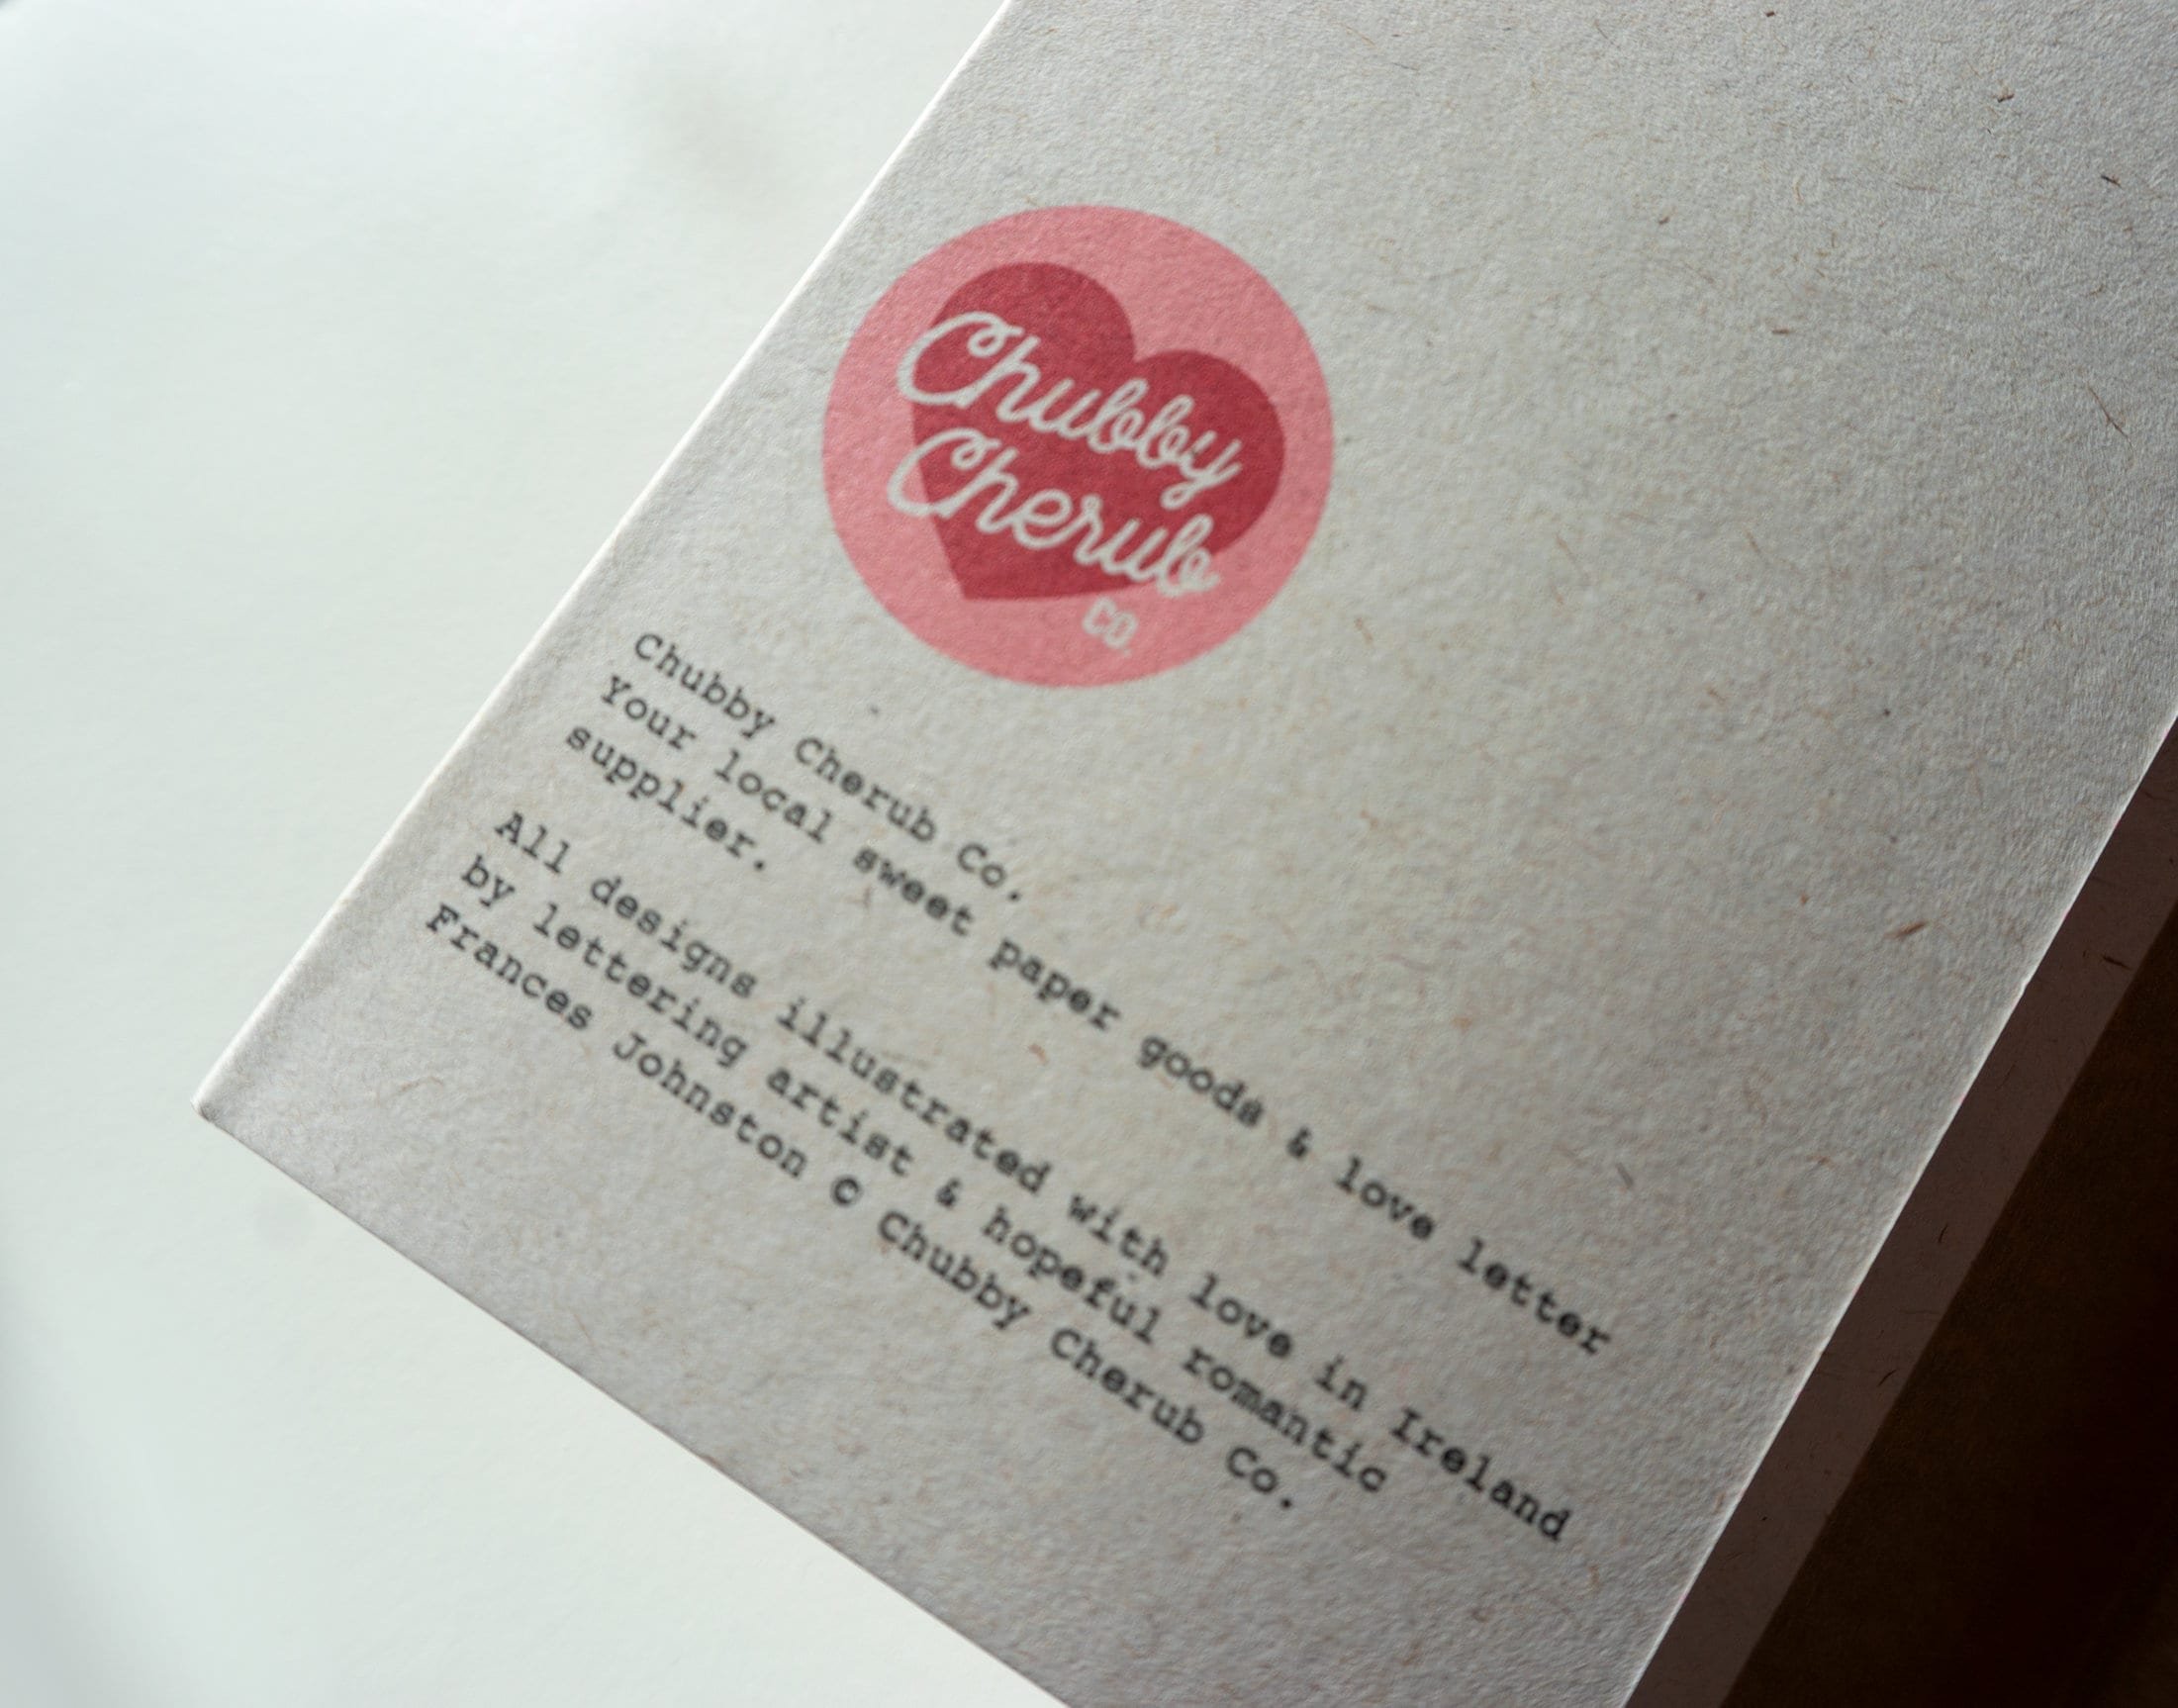 Chubby
Cherub
CO.
Chubby Cherub Co.
Your local sweet paper goods & love letter
supplier.
All designs illustrated with love in Ireland
by lettering artist & hopeful romantic
Frances Johnston © Chubby Cherub Co.